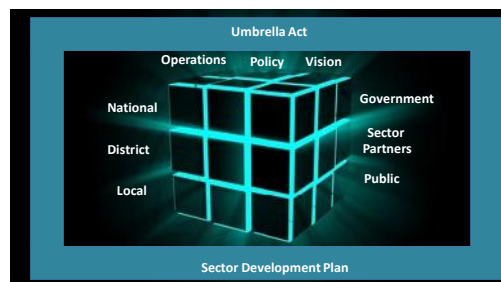 Umbrella Act
Operations Policy Vision
National
Government
District
Sector
Partners
Local
Public
Sector Development Plan